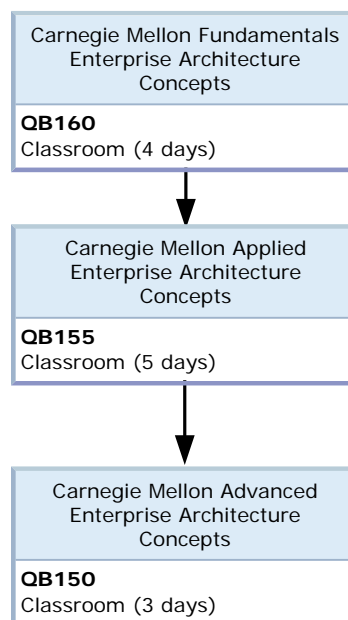 Carnegie Mellon Fundamentals
Enterprise Architecture
Concepts
QB160
Classroom (4 days)
Carnegie Mellon Applied
Enterprise Architecture
Concepts
QB155
Classroom (5 days)
Carnegie Mellon Advanced
Enterprise Architecture
Concepts
QB150
Classroom (3 days)